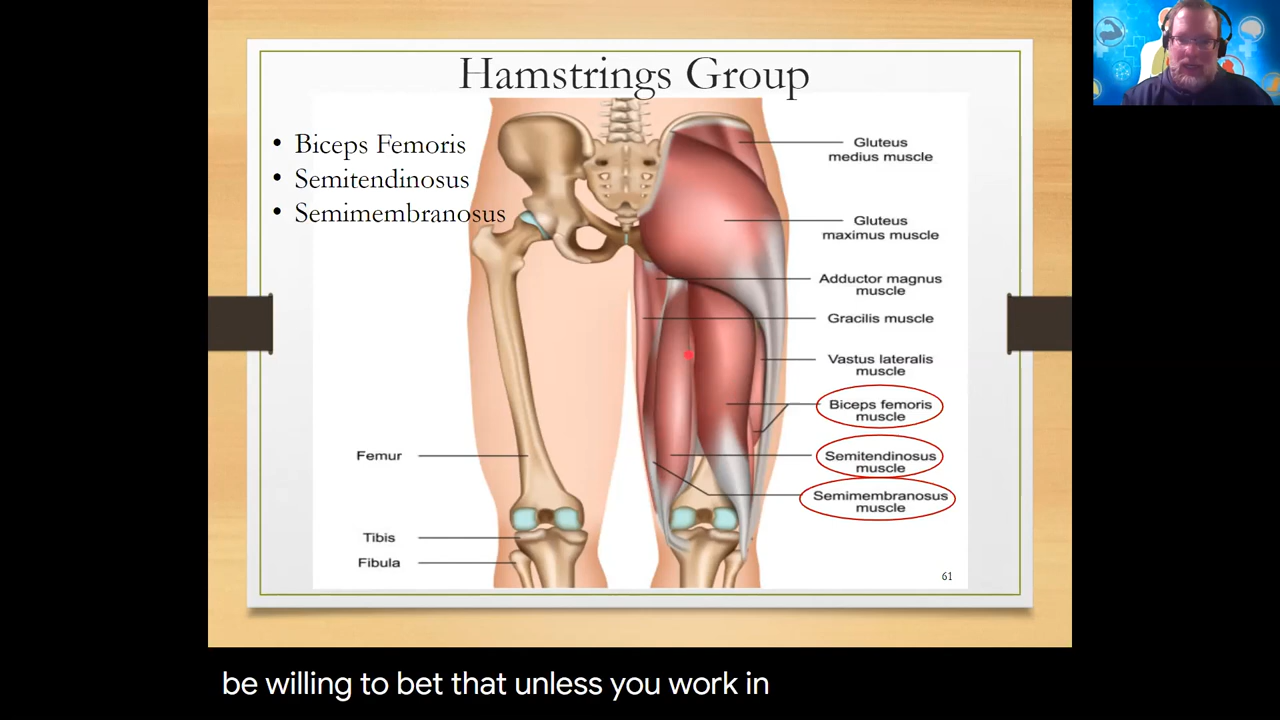 Hamstrings Group
• Biceps Femoris
• Semitendinosus
• Semimembranosus
Gluteus
medius muscle
Gluteus
maximus muscle
Adductor magnus
muscle
Gracilis muscle
Vastus lateralis
muscle
Biceps femoris
muscle
Semitendinosus
muscle
Semimembranosus
muscle
Femur
Tibis
Fibula
61
be willing to bet that unless you work in